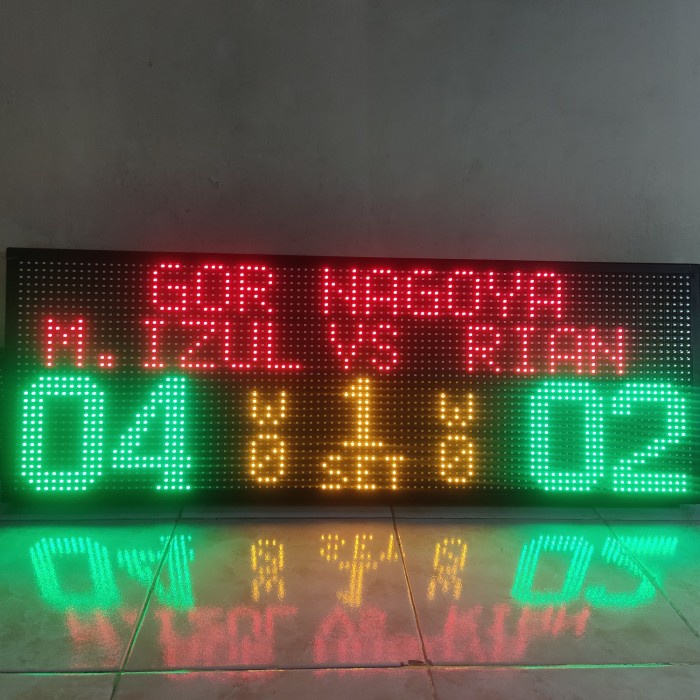 GOR NAGOYA
M.IZUL VS RIAN
04 W 1 W 02
0 SET 0